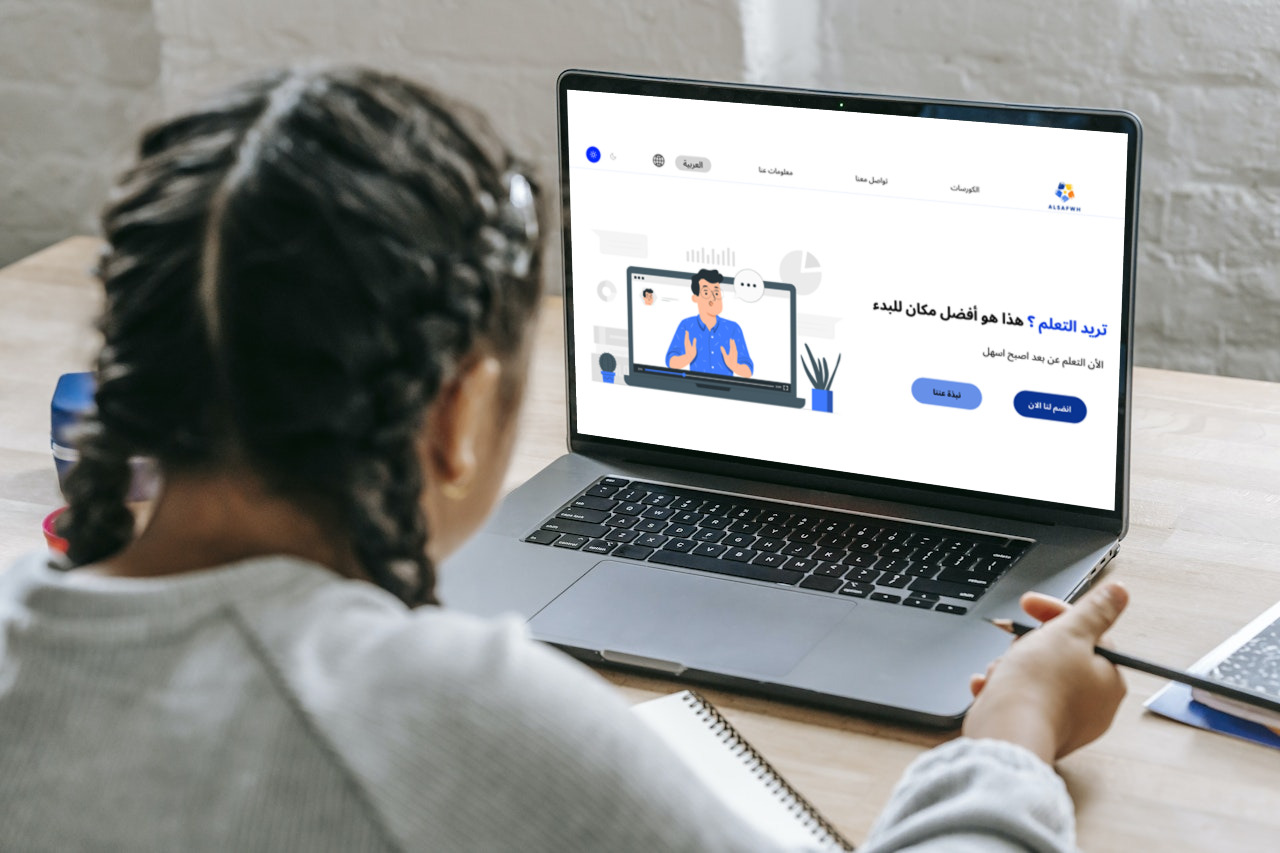 ALSAFWH
الكورسات
تواصل معنا
معلومات عنا
العربية
تريد التعلم ؟ هذا هو أفضل مكان للبدء
الأن التعلم عن بعد اصبح اسهل
انضم لنا الان
نبذة عننا